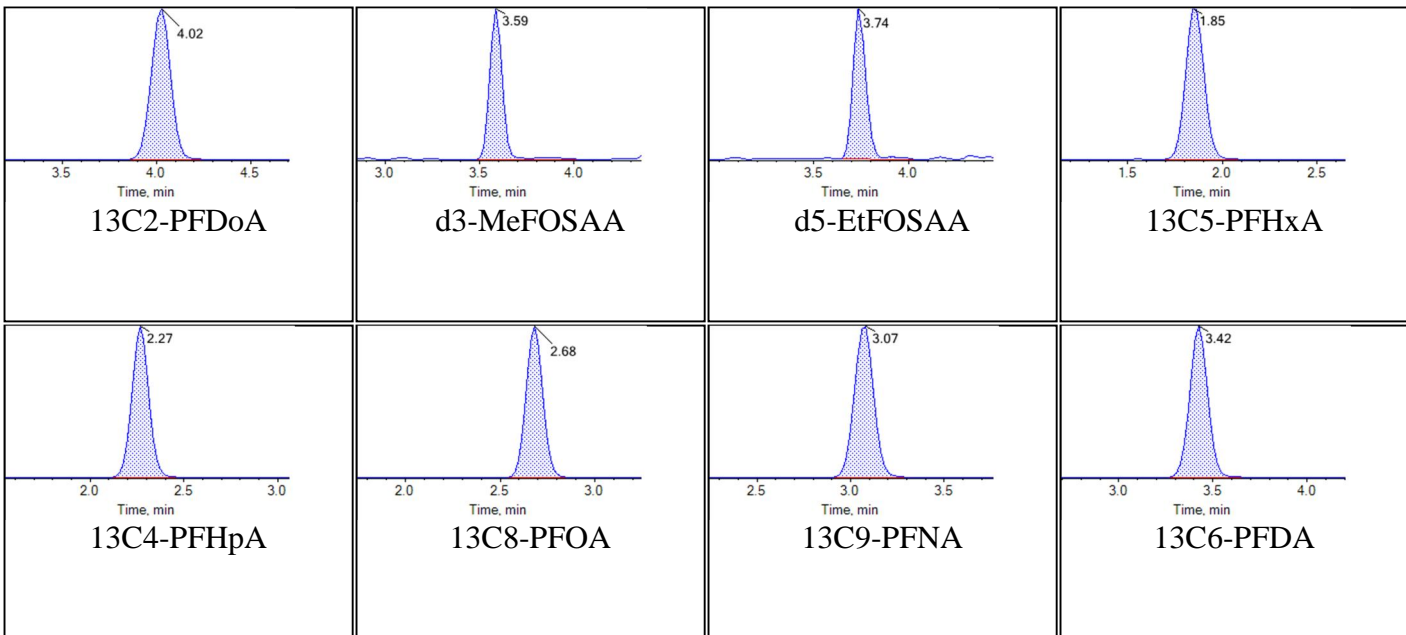 4.02
3.5 4.0 4.5
Time, min
13C2-PFDoA
3.59
3.0 3.5 4.0
Time, min
d3-MeFOSAA
3.74
3.5 4.0
Time, min
d5-EtFOSAA
1.85
1.5 2.0 2.5
Time, min
13C5-PFHxA
2.27
2.0 2.5 3.0
Time, min
13C4-PFHpA
2.68
2.0 2.5 3.0
Time, min
13C8-PFOA
3.07
2.5 3.0 3.5
Time, min
13C9-PFNA
3.42
3.0 3.5 4.0
Time, min
13C6-PFDA